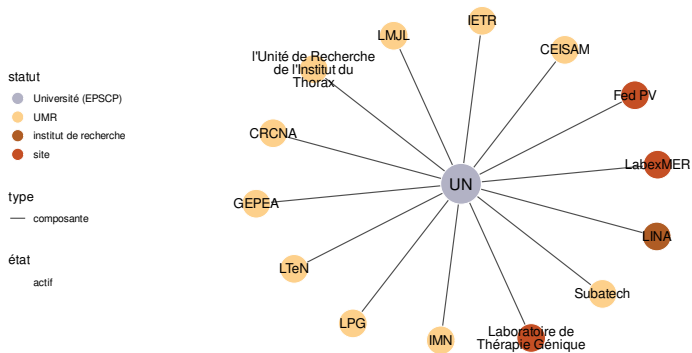 statut
Université (EPSCP)
UMR
institut de recherche
site
type
composante
état
actif
IETR
LMJL
CEISAM
l'Unité de Recherche
de l'Institut du
Thorax
Fed PV
CRCNA
LabexMER
UN
GEPEA
LINA
LTeN
Subatech
LPG
IMN
Laboratoire de
Thérapie Génique